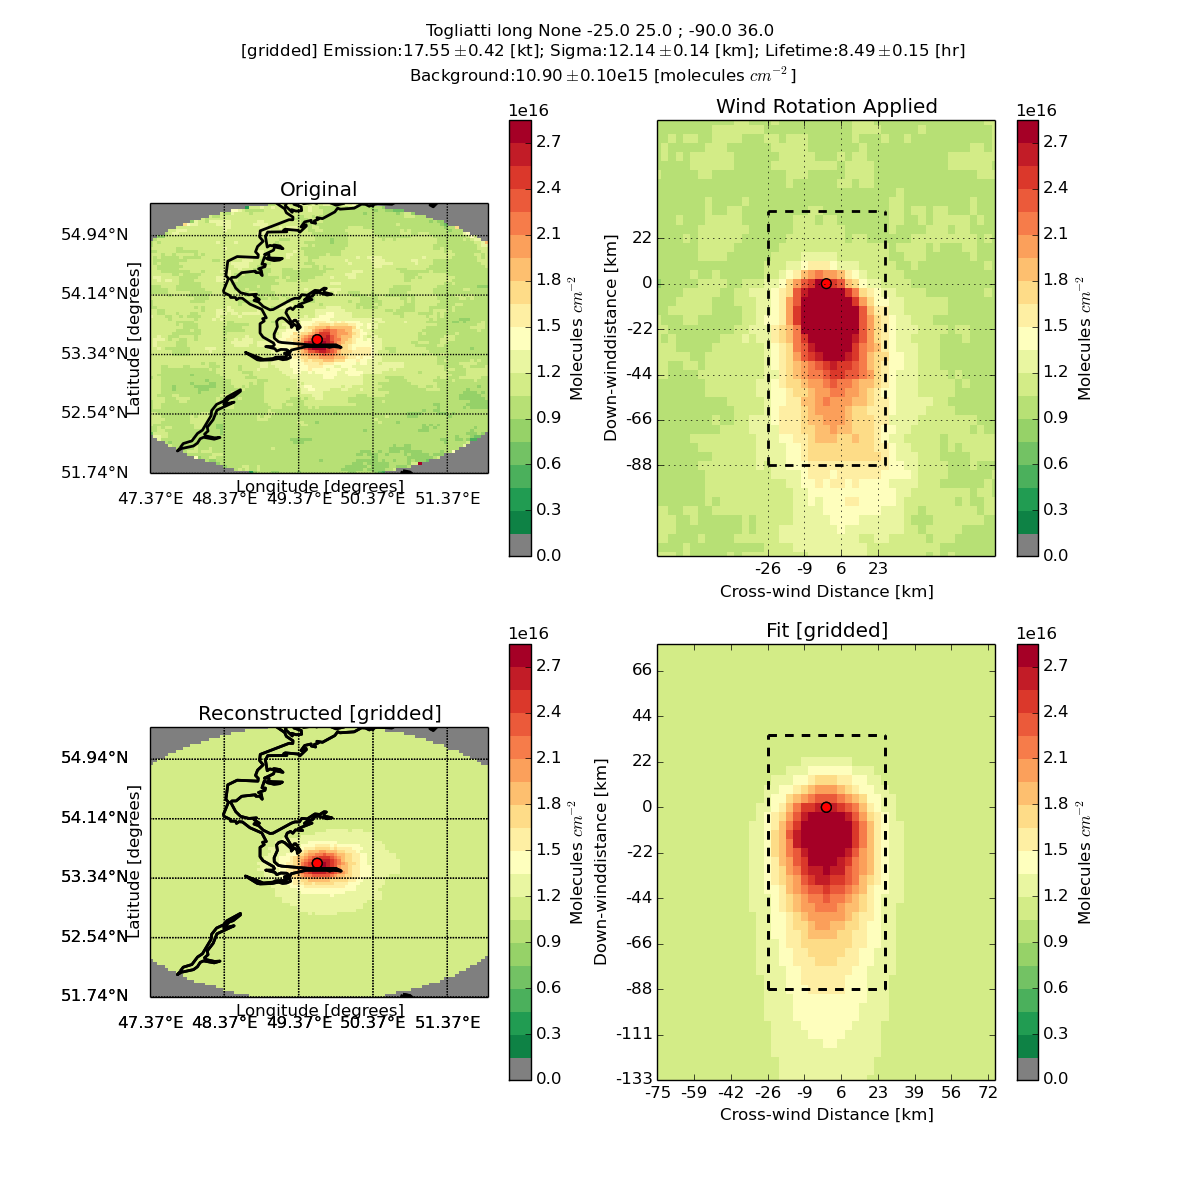 Togliatti long None -25.0 25.0 ; -90.0 36.0
[gridded] Emission:17.55 ±0.42 [kt]; Sigma:12.14 ±0.14 [km]; Lifetime:8.49 ±0.15 [hr]
Background:10.90 ±0.10e15 [molecules cm⁻²]
Original
54.94°N
54.14°N
53.34°N
52.54°N
51.74°N
Latitude [degrees]
Longitude [degrees]
47.37°E 48.37°E 49.37°E 50.37°E 51.37°E
1e16
2.7
2.4
2.1
1.8
1.5
1.2
0.9
0.6
0.3
0.0
Molecules cm⁻²
Wind Rotation Applied
22
0
-22
-44
-66
-88
Down-winddistance [km]
-26 -9 6 23
Cross-wind Distance [km]
1e16
2.7
2.4
2.1
1.8
1.5
1.2
0.9
0.6
0.3
0.0
Molecules cm⁻²
Reconstructed [gridded]
54.94°N
54.14°N
53.34°N
52.54°N
51.74°N
Latitude [degrees]
Longitude [degrees]
47.37°E 48.37°E 49.37°E 50.37°E 51.37°E
1e16
2.7
2.4
2.1
1.8
1.5
1.2
0.9
0.6
0.3
0.0
Molecules cm⁻²
Fit [gridded]
66
44
22
0
-22
-44
-66
-88
-111
-133
Down-winddistance [km]
-75 -59 -42 -26 -9 6 23 39 56 72
Cross-wind Distance [km]
1e16
2.7
2.4
2.1
1.8
1.5
1.2
0.9
0.6
0.3
0.0
Molecules cm⁻²